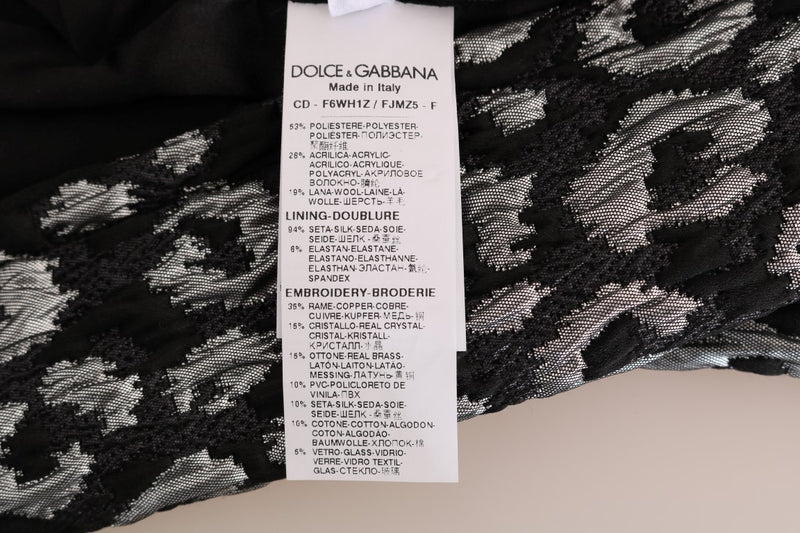 DOLCE & GABBANA
Made in Italy
CD - F6WH1Z / FJMZ5 - F
53% POLIESTERE-POLYESTER-
POLIÉSTER-ПОЛИЭСТЕР-
聚酯纤维
28% ACRILICA-ACRYLIC-
ACRILICO-ACRYLIQUE-
POLYACRYL-АКРИЛОВОЕ
ВОЛОКНО-腈纶
19% LANA-WOOL-LAINE-LÃ-
WOLLE-ШЕРСТЬ-羊毛
LINING-DOUBLURE
94% SETA-SILK-SEDA-SOIE-
SEIDE-ШЕЛК-桑蚕丝
6% ELASTAN-ELASTANE-
ELASTANO-ELASTHANNE-
ELASTHAN-ЭЛАСТАН-氨纶-
SPANDEX
EMBROIDERY-BRODERIE
35% RAME-COPPER-COBRE-
CUIVRE-KUPFER-МЕДЬ-铜
15% CRISTALLO-REAL CRYSTAL-
CRISTAL-KRISTALL-
КРИСТАЛЛ-水晶
15% OTTONE-REAL BRASS-
LATÓN-LAITON-LATÃO-
MESSING-ЛАТУНЬ-黄铜
10% PVC-POLICLORETO DE
VINILA-ПВХ
10% SETA-SILK-SEDA-SOIE-
SEIDE-ШЕЛК-桑蚕丝
10% COTONE-COTTON-ALGODON-
COTON-ALGODÃO-
BAUMWOLLE-ХЛОПОК-棉
5% VETRO-GLASS-VIDRIO-
VERRE-VIDRO TEXTIL-
GLAS-СТЕКЛО-玻璃